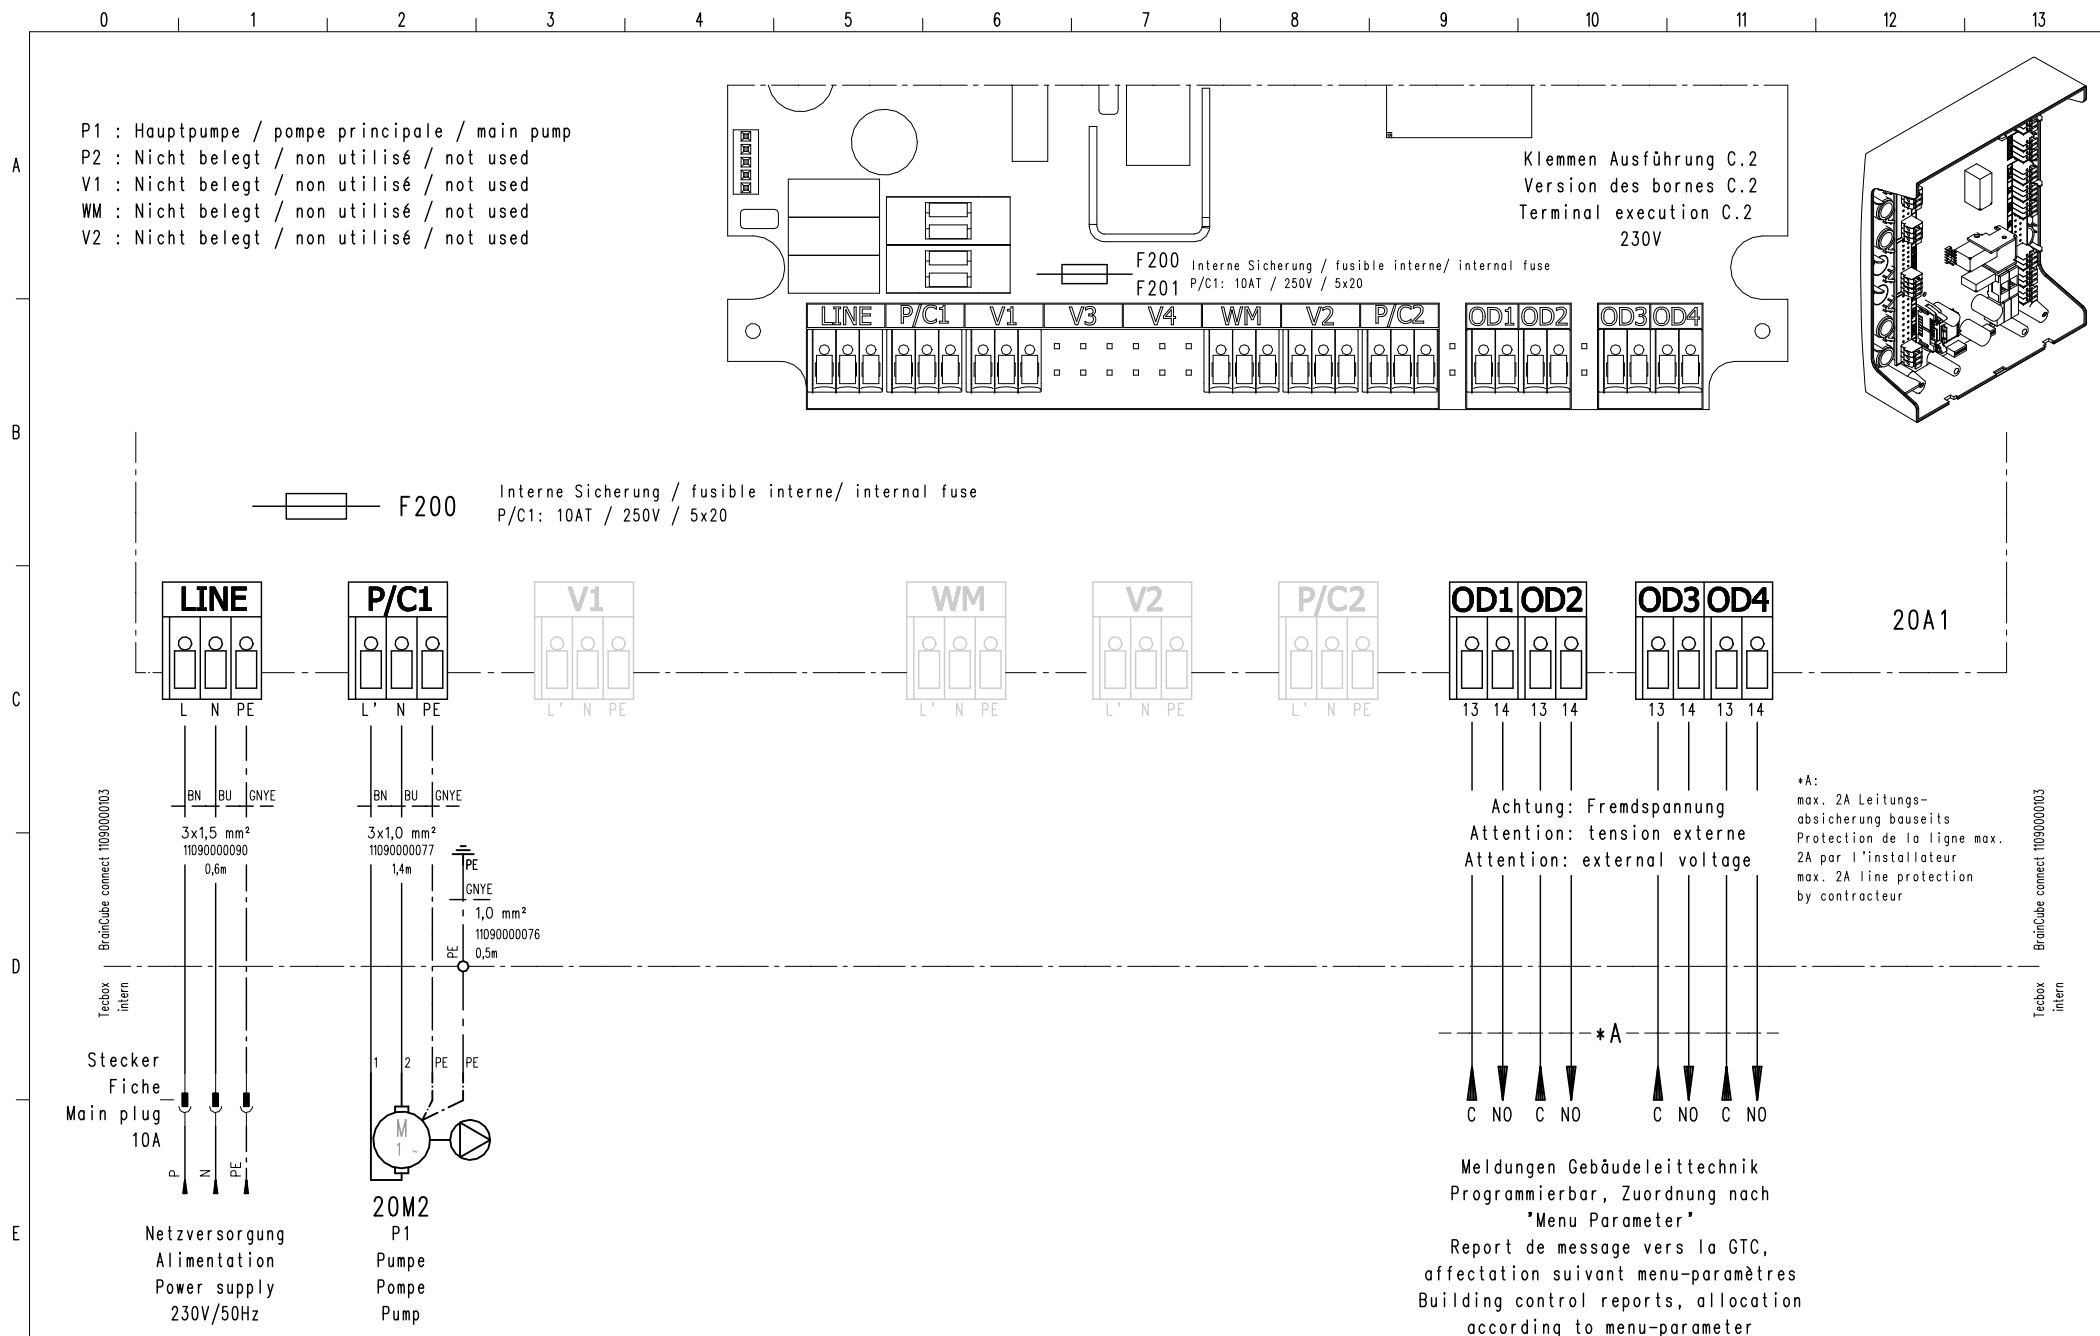 0 1 2 3 4 5 6 7 8 9 10 11 12 13
A
B
C
D
E
P1 : Hauptpumpe / pompe principale / main pump
P2 : Nicht belegt / non utilisé / not used
V1 : Nicht belegt / non utilisé / not used
WM : Nicht belegt / non utilisé / not used
V2 : Nicht belegt / non utilisé / not used
Klemmen Ausführung C.2
Version des bornes C.2
Terminal execution C.2
230V
F200 Interne Sicherung / fusible interne/ internal fuse
F201 P/C1: 10AT / 250V / 5x20
LINE P/C1 V1 V3 V4 WM V2 P/C2 OD1 OD2 OD3 OD4
F200
Interne Sicherung / fusible interne/ internal fuse
P/C1: 10AT / 250V / 5x20
LINE P/C1 V1 WM V2 P/C2 OD1 OD2 OD3 OD4
20A1
L N PE L' N PE L' N PE L' N PE L' N PE L' N PE 13 14 13 14 13 14 13 14
BN BU GNYE
3x1,5 mm²
11090000090
0,6m
BN BU GNYE
3x1,0 mm²
11090000077
1,4m
PE
GNYE
1,0 mm²
11090000076
0,5m
PE
BrainCube connect 11090000103
Tecbox
intern
Achtung: Fremdspannung
Attention: tension externe
Attention: external voltage
*A:
max. 2A Leitungs-
absicherung bauseits
Protection de la ligne max.
2A par l'installateur
max. 2A line protection
by contracteur
BrainCube connect 11090000103
Tecbox
intern
*A
Stecker
Fiche
Main plug
10A
P N PE
1 2 PE PE
M
1 ~
C NO C NO C NO C NO
Netzversorgung
Alimentation
Power supply
230V/50Hz
20M2
P1
Pumpe
Pompe
Pump
Meldungen Gebäudeleittechnik
Programmierbar, Zuordnung nach
'Menu Parameter'
Report de message vers la GTC,
affectation suivant menu-paramètres
Building control reports, allocation
according to menu-parameter